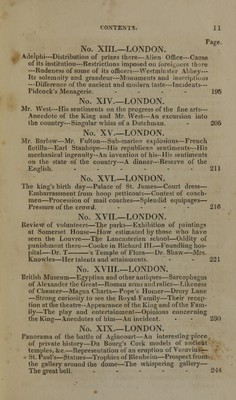 CONTENTS. 11
Page.
No. XIII.—LONDON.
Adelphi—Distribution of prizes there—Alien Office—Cause
of its institution—Restrictions imposed on foreigners there
—Rudeness of some of its officers—Westminster Abbey—
Its solemnity and grandeur—Monuments and inscriptions
—Difference of the ancient and modern taste—Incidents—
Pidcock's Menagerie. 195
No. XIV.—LONDON.
Mr. West—His sentiments on the progress of the fine arts—
Anecdote of the King and Mr. West—An excursion into
the country—Singular whim of a Dutchman. 206
No. XV.—LONDON.
Mr. Barlow—Mr. Fulton—Sub-marine explosions—French
flotilla—Earl Stanhope—His republican sentiments—His
mechanical ingenuity—An invention of his—His sentiments
on the state of the country—A dinner—Reserve of the
English. 211
No. XVI.—LONDON.
The king's birth day—Palace of St. James—Court dress—
Embarrassment from hoop petticoats—Contest of coach-
men—Procession of mail coaches—Splendid equipages—
Pressure of the crowd. 216
No. XVII.—LONDON.
Review of volunteers—The parks—Exhibition of paintings
at Somerset House—How estimated by those who have
seen the Louvre—The Lancasterian school—Oddity of
punishment there—Cooke in Richard III.—Foundling hos-
pital—Dr. T——'s Temple of Flora—Dr. Shaw—Mrs.
Knowles—Her talents and attainments. 221
No. XVIII.—LONDON.
British Museum—Egyptian and other antiques—Sarcophagus
of Alexander the Great—Roman arms and relics—Likeness
of Chaucer—Magna Charta—Pope's Homer—Drury Lane
—Strong curiosity to see the Royal Family—Their recep-
tion at the theatre—Appearance of the King and of the Fam-
ily—The play and entertainment—Opinions concerning
the King—Anecdotes of him—An incident. 230
No. XIX.—LONDON.
Panorama of the battle of Agincourt—An interesting piece
of private history—Du Bourg's Cork models of ancient
temples, &c.—Representation of an eruption of Vesuvius—
St. Paul's—Statues—Trophies of Blenheim—Prospect from
the gallery around the dome—The whispering gallery—
The great bell. 244